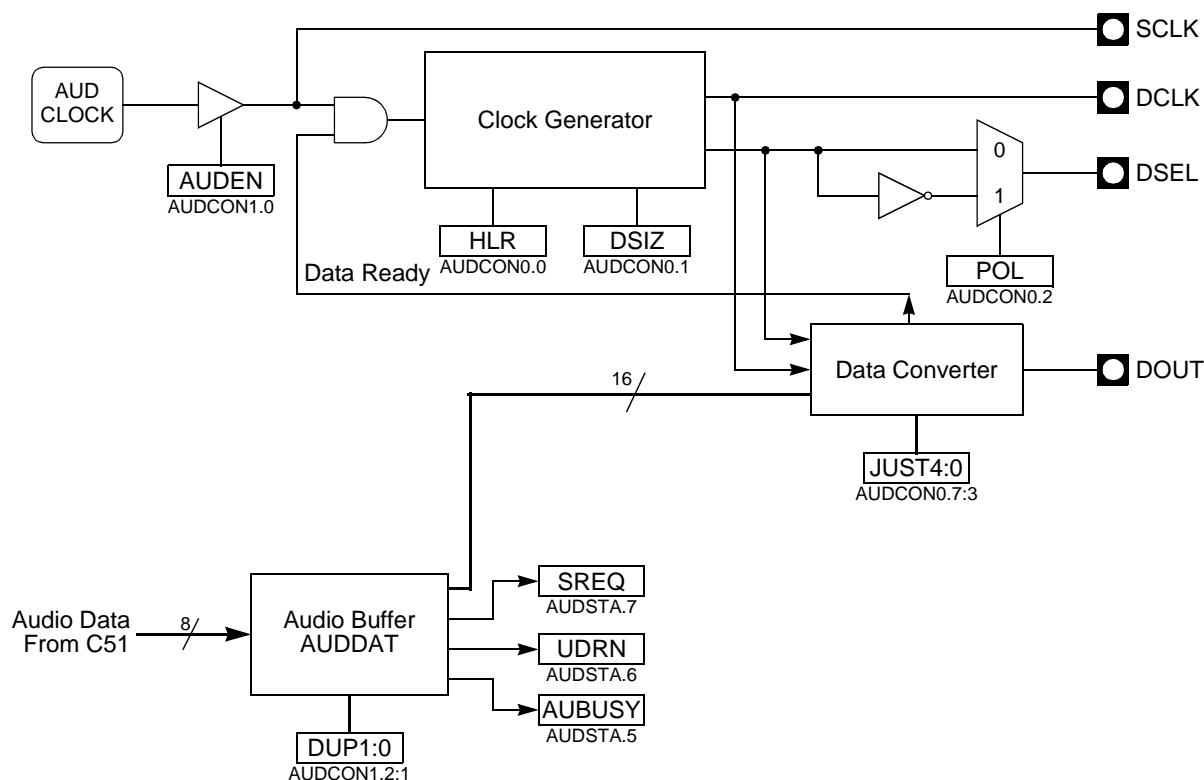 SCLK
AUD
CLOCK
Clock Generator
DCLK
0
1
DSEL
AUDEN
AUDCON1.0
HLR
AUDCON0.0
DSIZ
AUDCON0.1
POL
AUDCON0.2
Data Ready
Data Converter
DOUT
16
JUST4:0
AUDCON0.7:3
Audio Data
From C51
8
Audio Buffer
AUDDAT
SREQ
AUDSTA.7
UDRN
AUDSTA.6
AUBUSY
AUDSTA.5
DUP1:0
AUDCON1.2:1